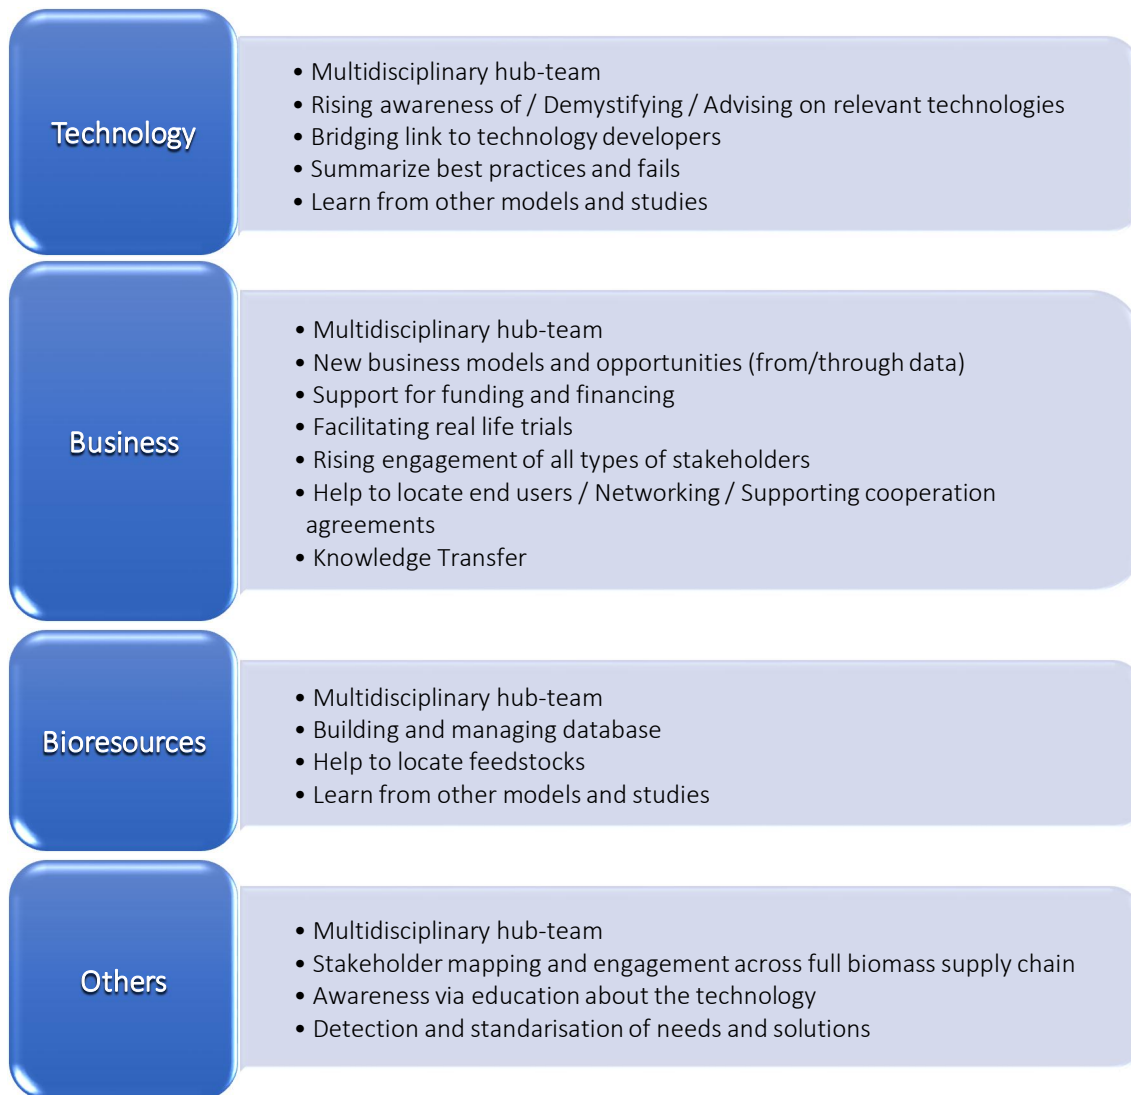 Technology
• Multidisciplinary hub-team
• Rising awareness of / Demystifying / Advising on relevant technologies
• Bridging link to technology developers
• Summarize best practices and fails
• Learn from other models and studies
Business
• Multidisciplinary hub-team
• New business models and opportunities (from/through data)
• Support for funding and financing
• Facilitating real life trials
• Rising engagement of all types of stakeholders
• Help to locate end users / Networking / Supporting cooperation
agreements
• Knowledge Transfer
Bioresources
• Multidisciplinary hub-team
• Building and managing database
• Help to locate feedstocks
• Learn from other models and studies
Others
• Multidisciplinary hub-team
• Stakeholder mapping and engagement across full biomass supply chain
• Awareness via education about the technology
• Detection and standarisation of needs and solutions